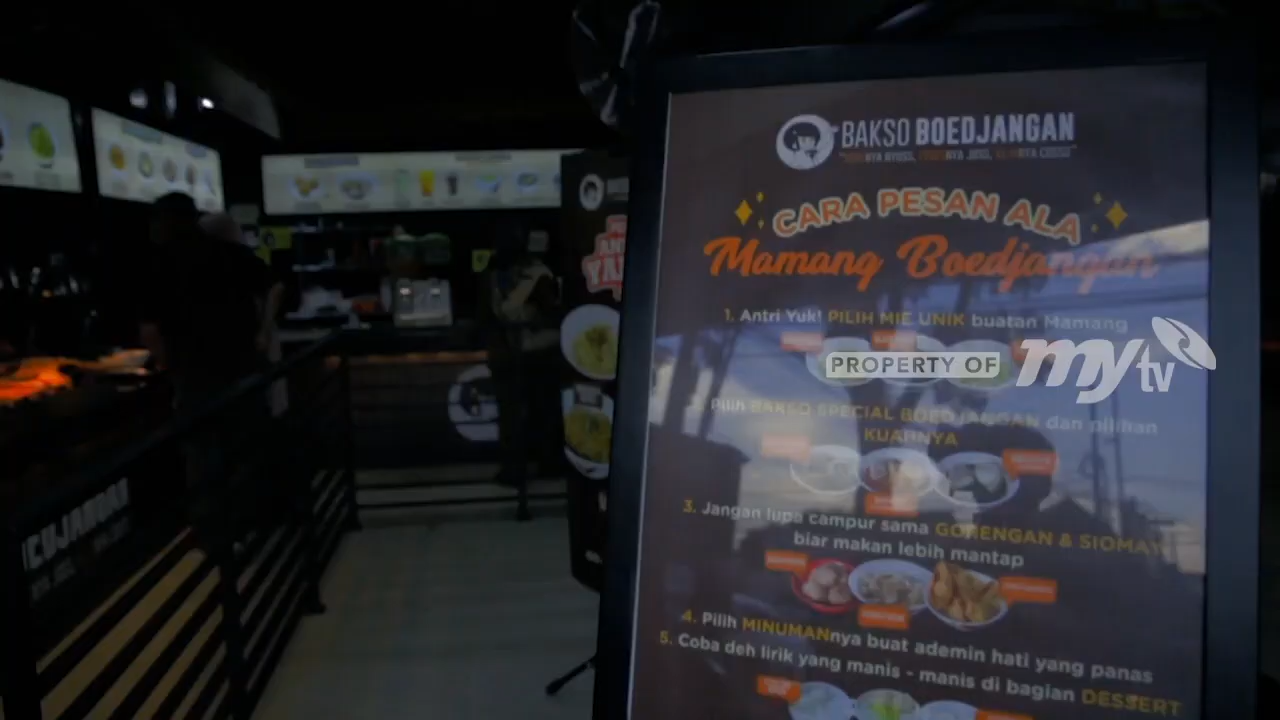 BAKSO BOEDJANGAN
CARA PESAN ALA
Mamang Boedjangan
1. Antri Yuk! PILIH MIE UNIK buatan Mamang
PROPERTY OF mytv
Pilih BAKSO SPECIAL BOEDJANGAN dan pilihan
KUAHNYA
3. Jangan lupa campur sama GORENGAN & SIOMAY
biar makan lebih mantap
4. Pilih MINUMANnya buat ademin hati yang panas
5. Coba deh lirik yang manis - manis di bagian DESSERT